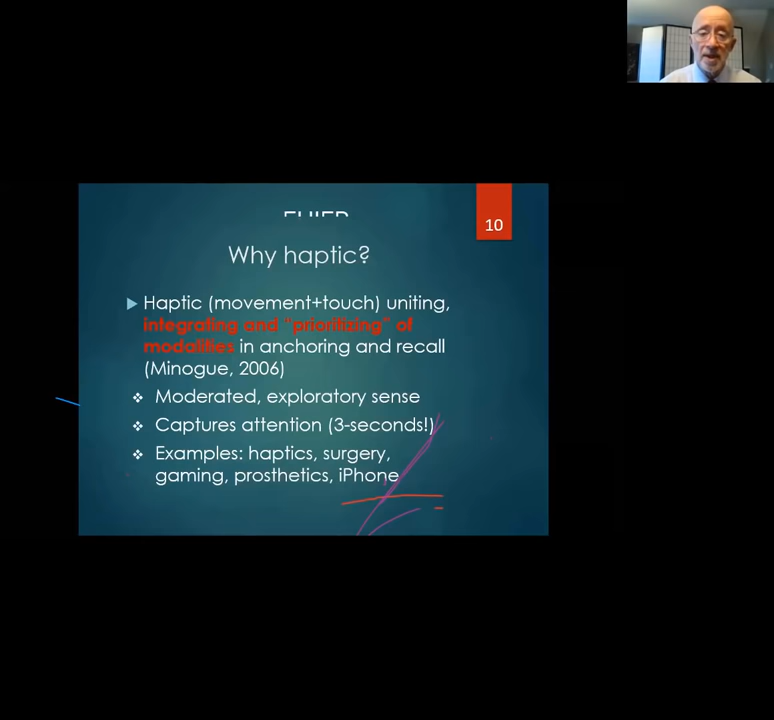 10
Why haptic?
Haptic (movement+touch) uniting,
integrating and "prioritizing" of
modalities in anchoring and recall
(Minogue, 2006)
Moderated, exploratory sense
Captures attention (3-seconds!)
Examples: haptics, surgery,
gaming, prosthetics, iPhone